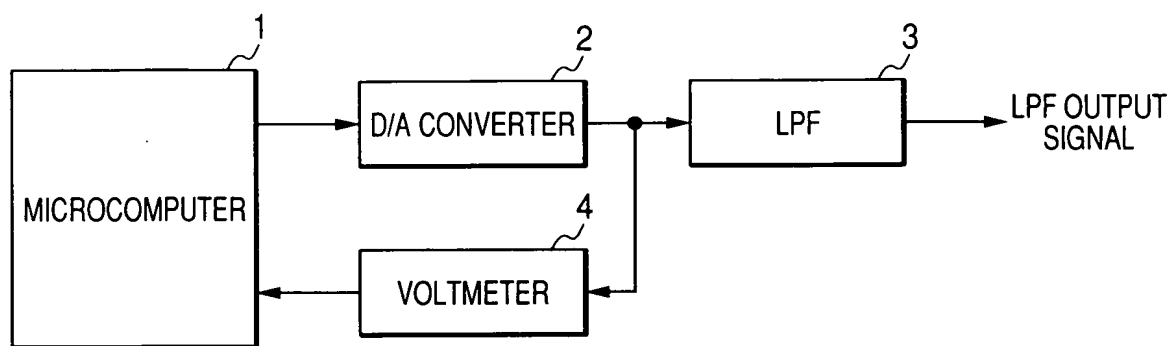 1
2
3
D/A CONVERTER
LPF
LPF OUTPUT
SIGNAL
MICROCOMPUTER
4
VOLTMETER